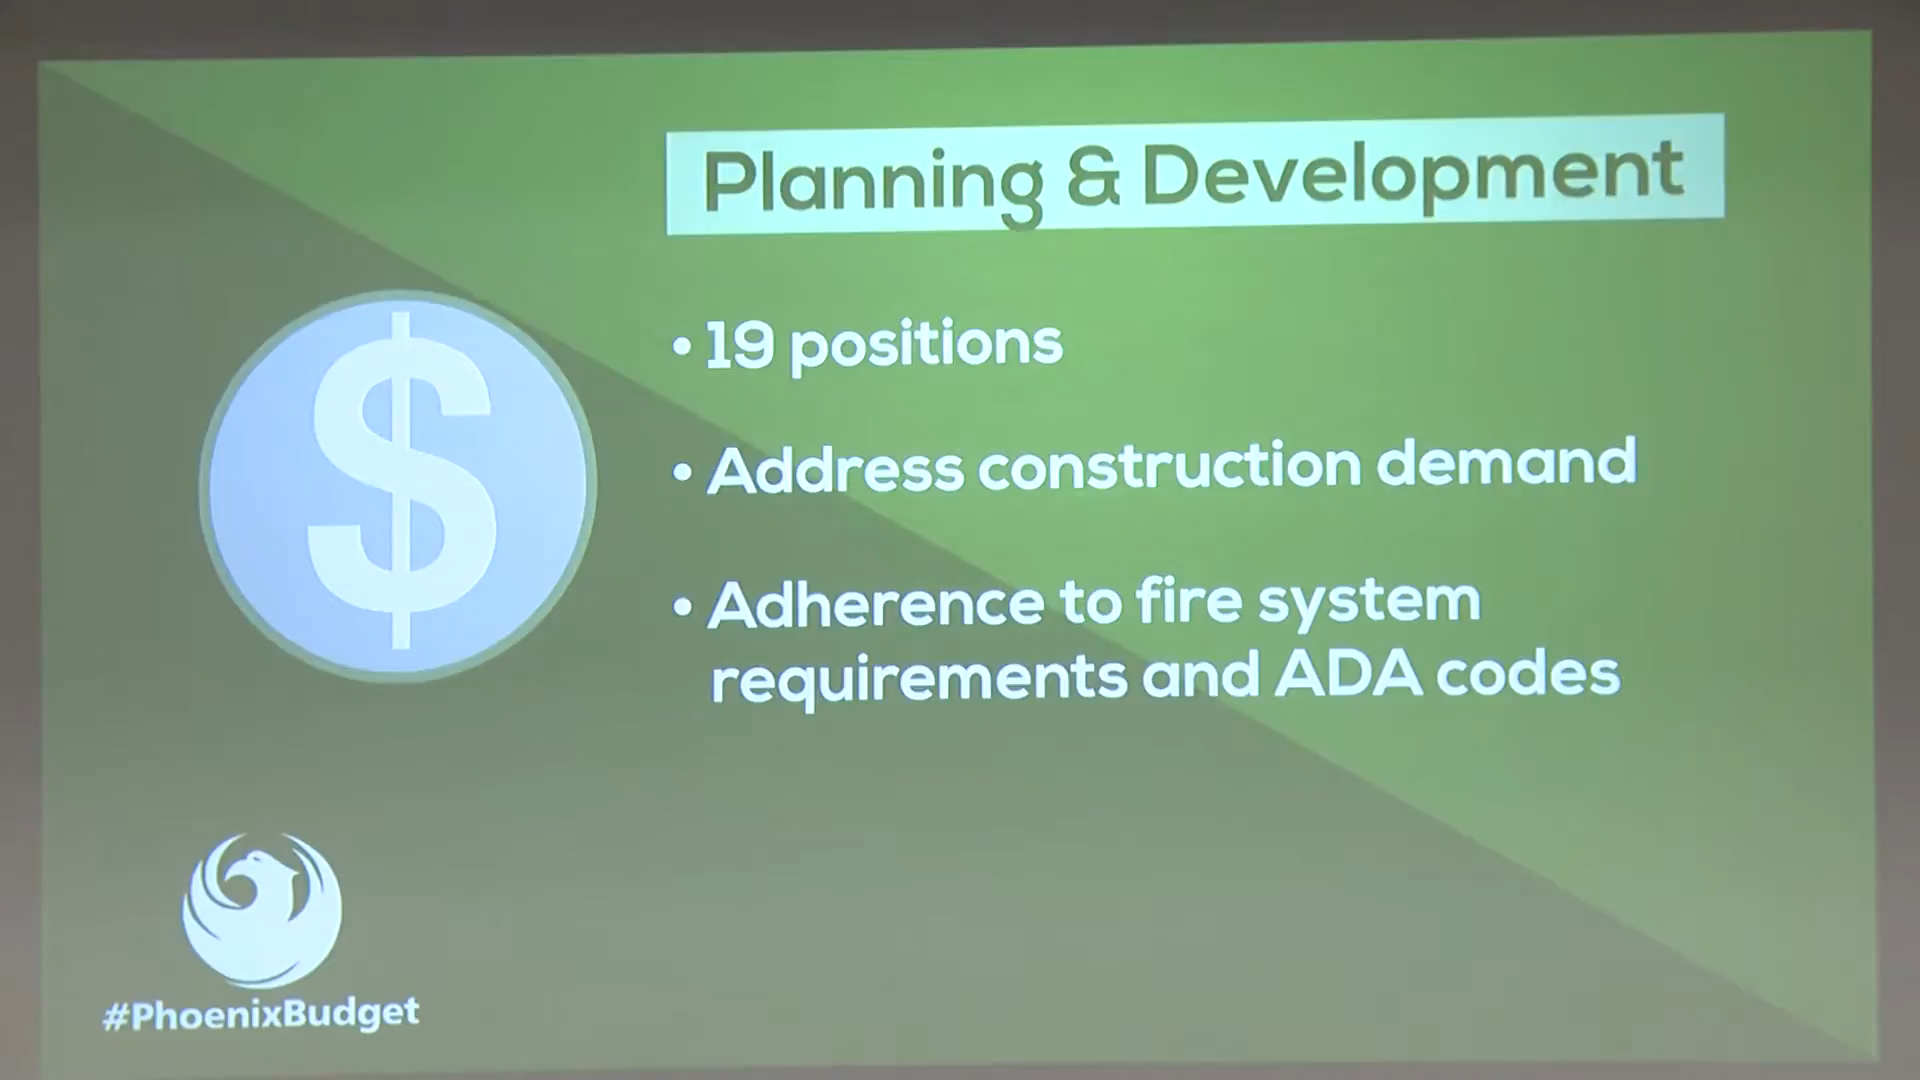 Planning & Development
• 19 positions
• Address construction demand
• Adherence to fire system
requirements and ADA codes
$
#PhoenixBudget